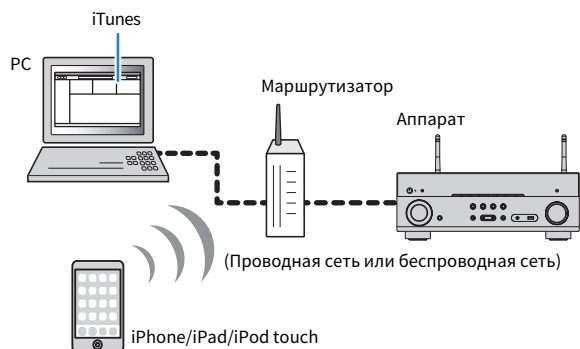 iTunes
PC
Маршрутизатор
Аппарат
(Проводная сеть или беспроводная сеть)
iPhone/iPad/iPod touch